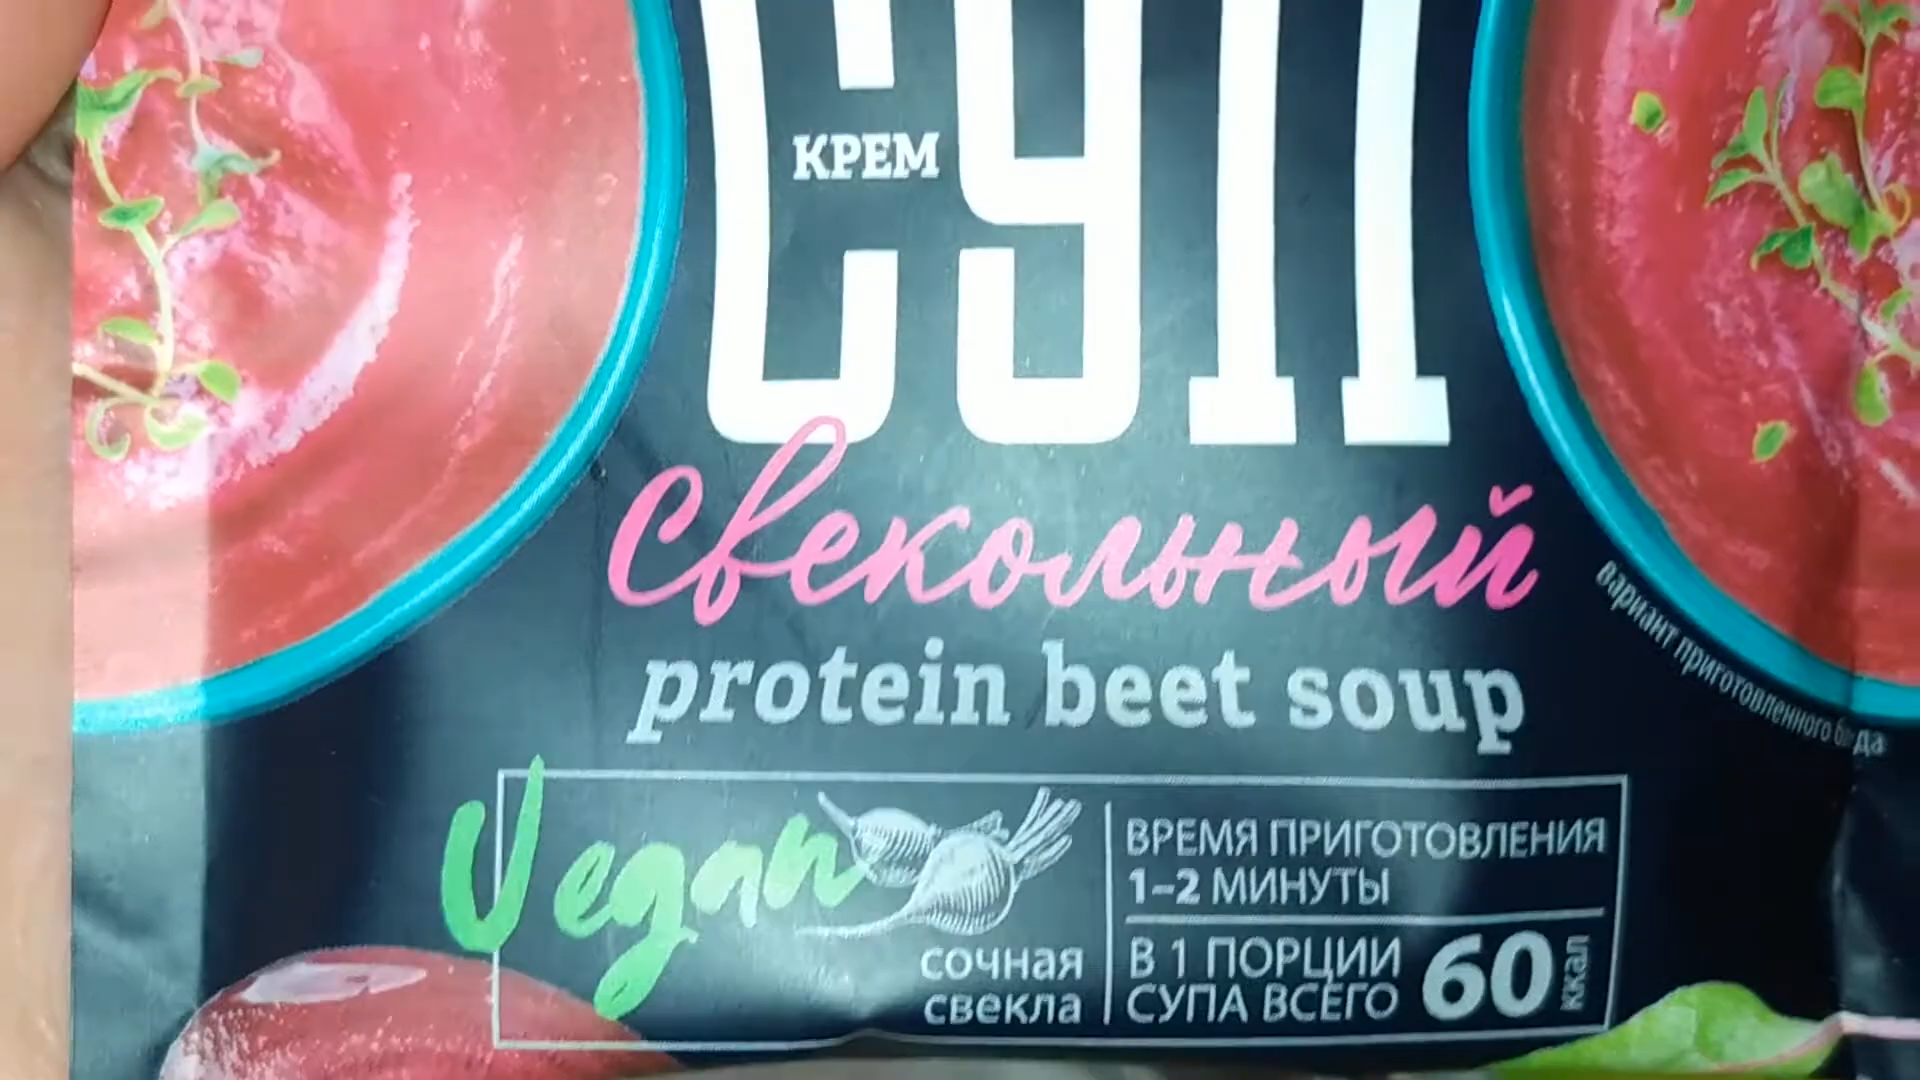 СУП
КРЕМ
свекольный
protein beet soup
вариант приготовленного блюда
Vegan
сочная
свекла
ВРЕМЯ ПРИГОТОВЛЕНИЯ
1–2 МИНУТЫ
В 1 ПОРЦИИ
СУПА ВСЕГО
60 ккал